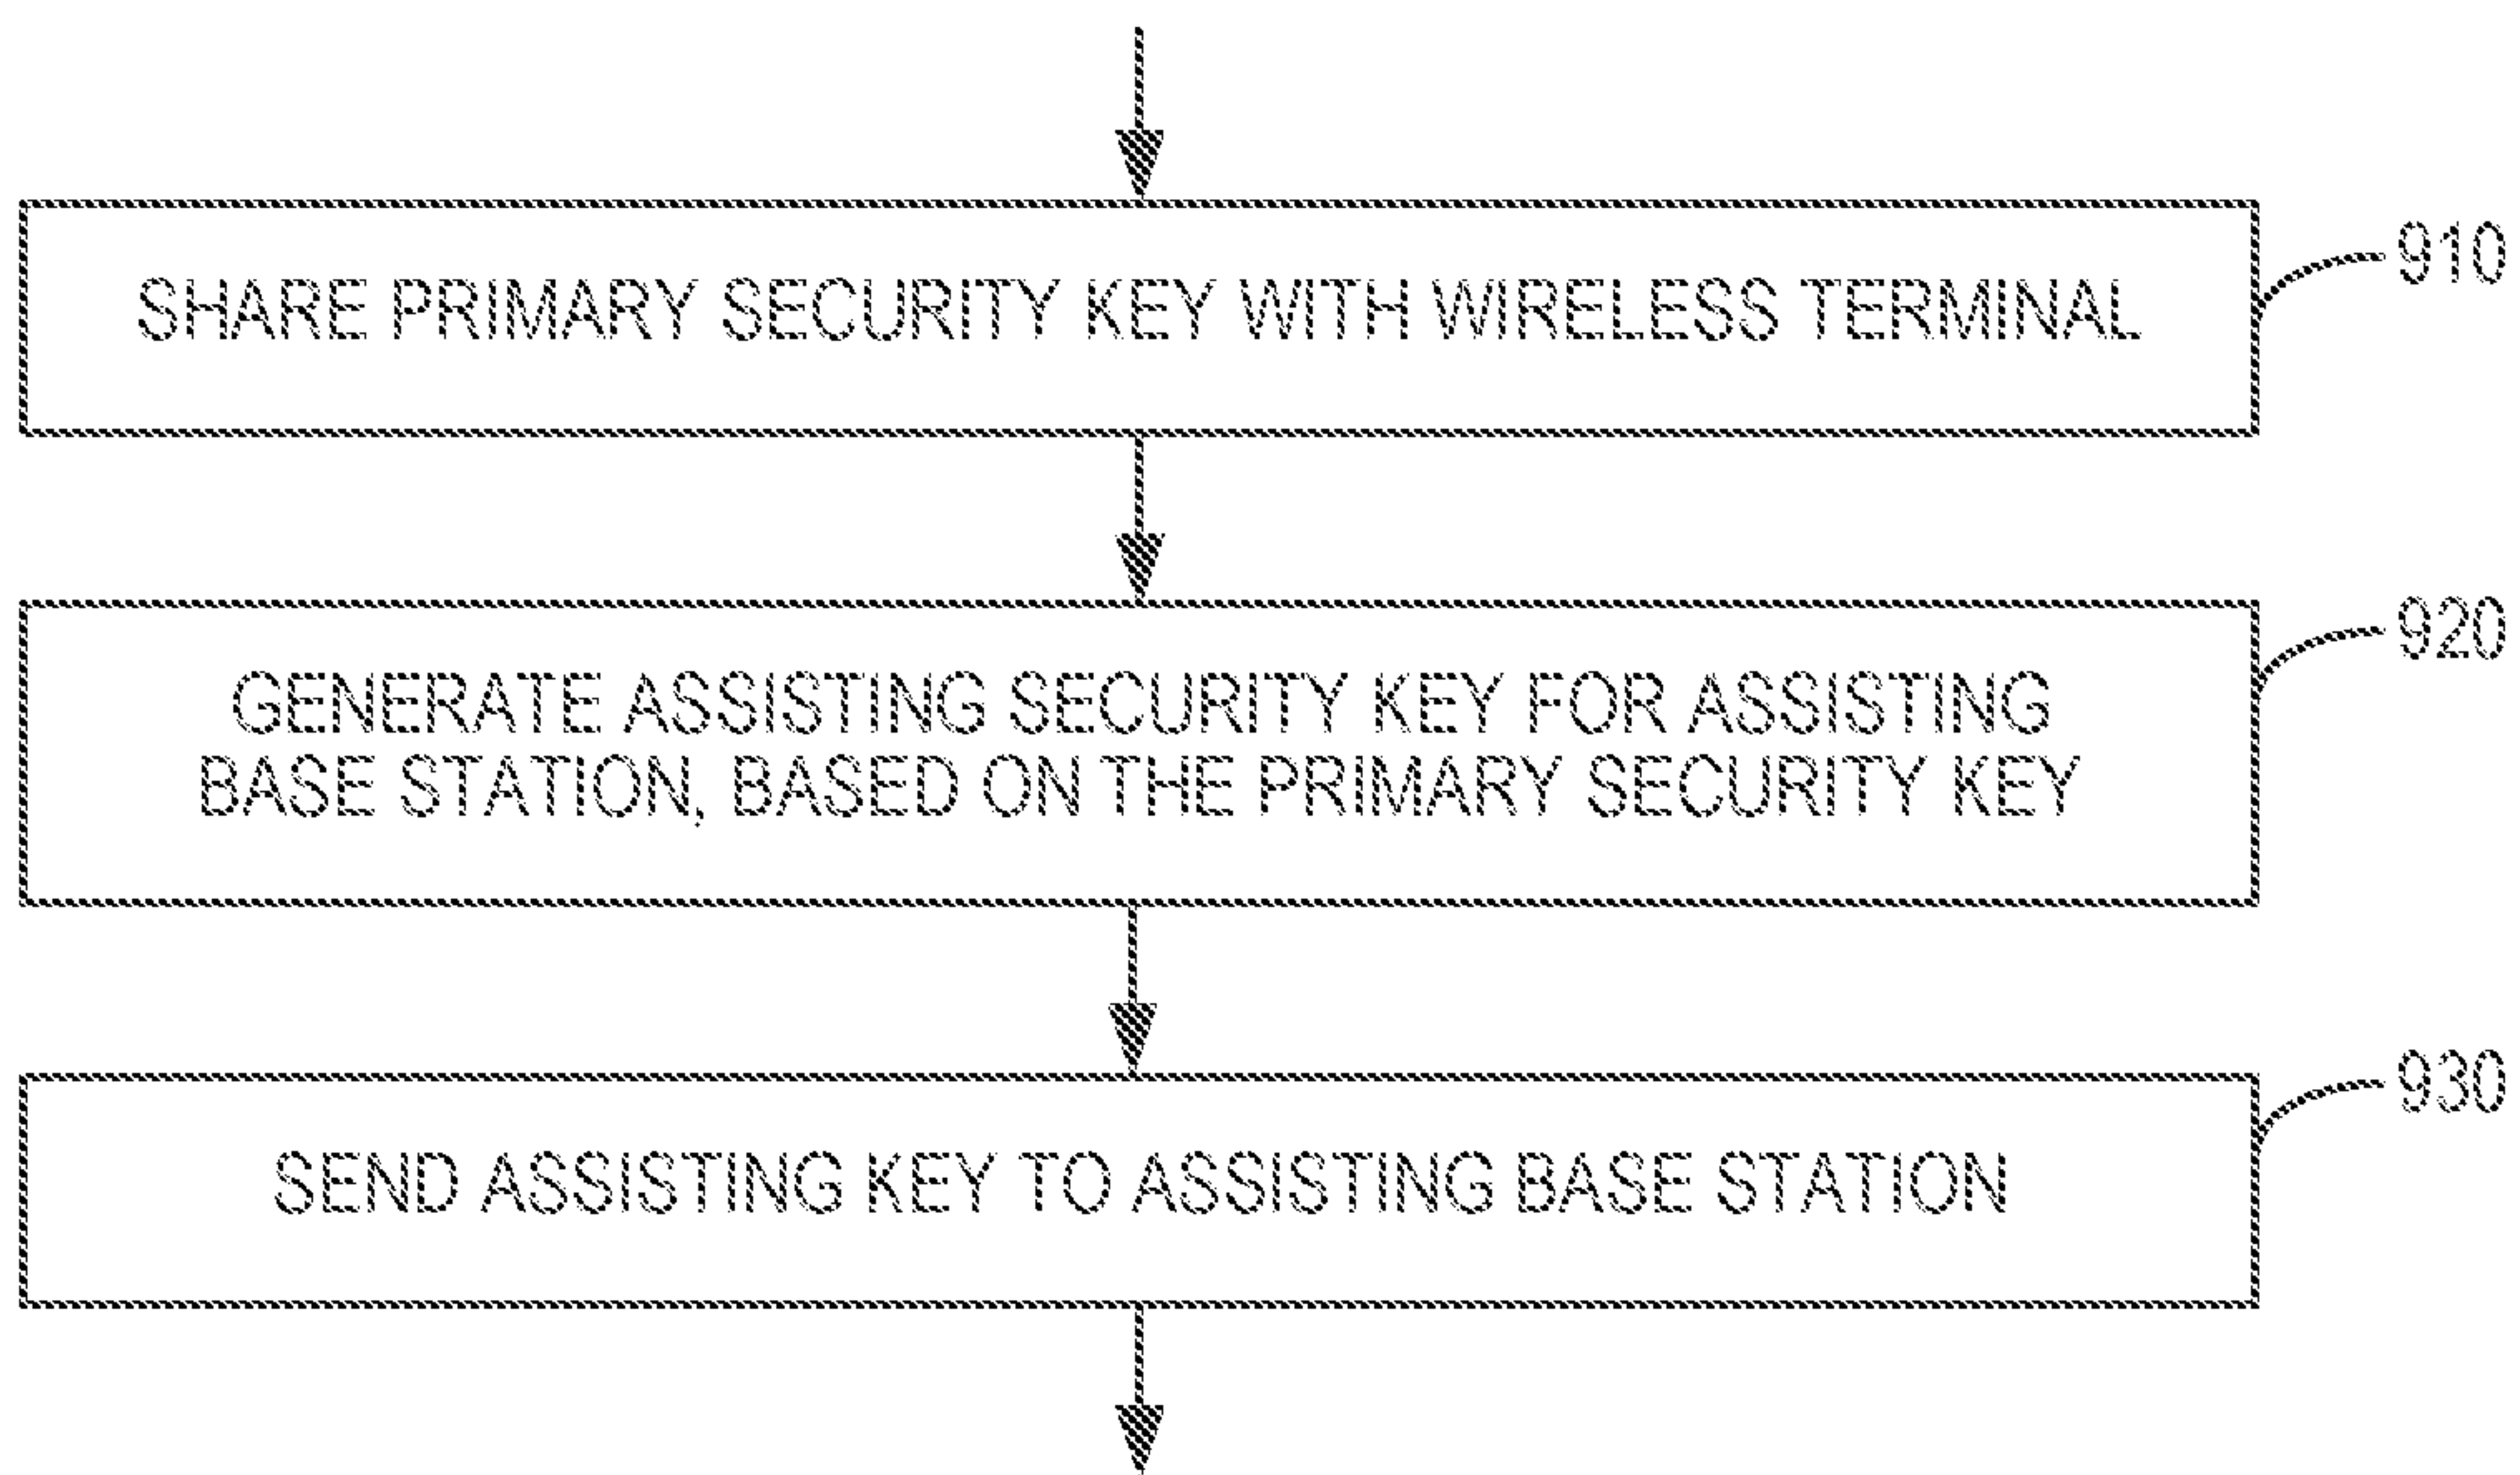 SHARE PRIMARY SECURITY KEY WITH WIRELESS TERMINAL
910
GENERATE ASSISTING SECURITY KEY FOR ASSISTING
BASE STATION, BASED ON THE PRIMARY SECURITY KEY
920
SEND ASSISTING KEY TO ASSISTING BASE STATION
930